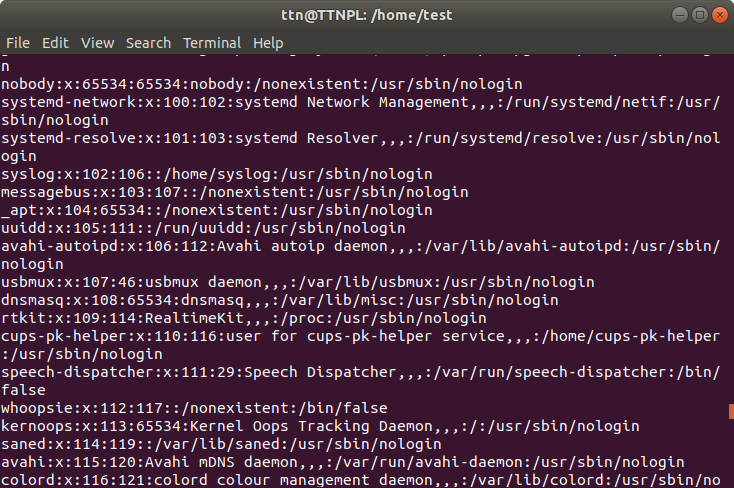 ttn@TTNPL: /home/test
File Edit View Search Terminal Help
n
nobody:x:65534:65534:nobody:/nonexistent:/usr/sbin/nologin
systemd-network:x:100:102:systemd Network Management,,,:/run/systemd/netif:/usr/
sbin/nologin
systemd-resolve:x:101:103:systemd Resolver,,,:/run/systemd/resolve:/usr/sbin/nol
ogin
syslog:x:102:106::/home/syslog:/usr/sbin/nologin
messagebus:x:103:107::/nonexistent:/usr/sbin/nologin
_apt:x:104:65534::/nonexistent:/usr/sbin/nologin
uuidd:x:105:111::/run/uuidd:/usr/sbin/nologin
avahi-autoipd:x:106:112:Avahi autoip daemon,,,:/var/lib/avahi-autoipd:/usr/sbin/
nologin
usbmux:x:107:46:usbmux daemon,,,:/var/lib/usbmux:/usr/sbin/nologin
dnsmasq:x:108:65534:dnsmasq,,,:/var/lib/misc:/usr/sbin/nologin
rtkit:x:109:114:RealtimeKit,,,:/proc:/usr/sbin/nologin
cups-pk-helper:x:110:116:user for cups-pk-helper service,,,:/home/cups-pk-helper
:/usr/sbin/nologin
speech-dispatcher:x:111:29:Speech Dispatcher,,,:/var/run/speech-dispatcher:/bin/
false
whoopsie:x:112:117::/nonexistent:/bin/false
kernoops:x:113:65534:Kernel Oops Tracking Daemon,,,:/:/usr/sbin/nologin
saned:x:114:119::/var/lib/saned:/usr/sbin/nologin
avahi:x:115:120:Avahi mDNS daemon,,,:/var/run/avahi-daemon:/usr/sbin/nologin
colord:x:116:121:colord colour management daemon,,,:/var/lib/colord:/usr/sbin/no